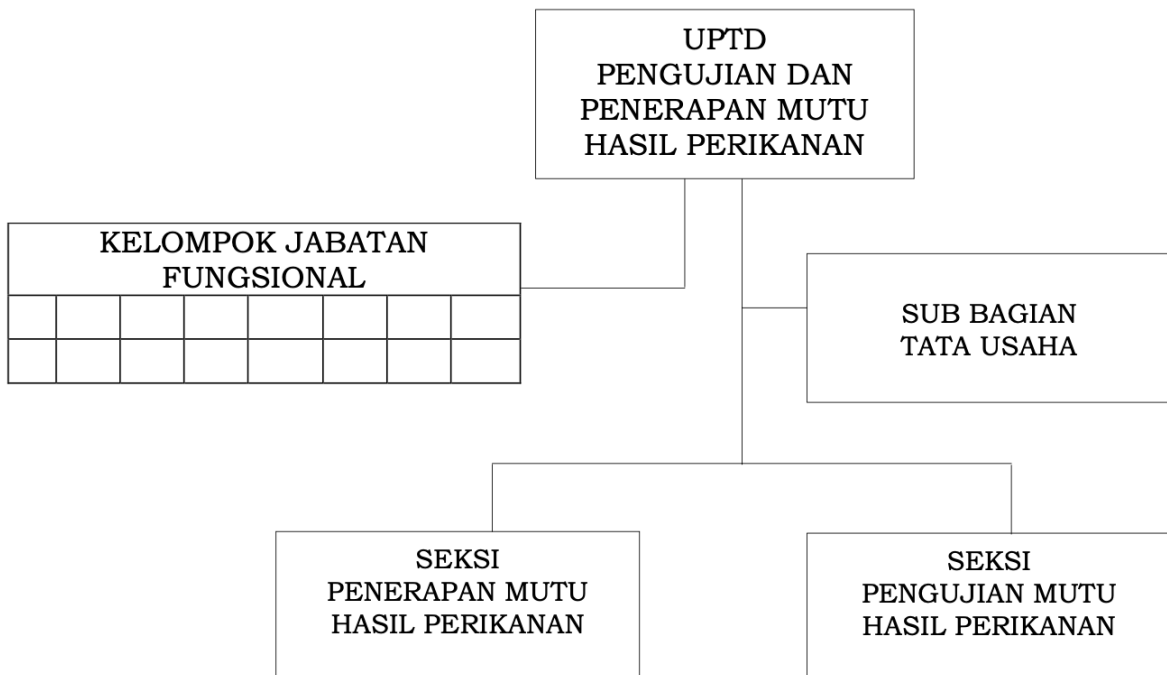 UPTD
PENGUJIAN DAN
PENERAPAN MUTU
HASIL PERIKANAN
KELOMPOK JABATAN
FUNGSIONAL
SUB BAGIAN
TATA USAHA
SEKSI
PENERAPAN MUTU
HASIL PERIKANAN
SEKSI
PENGUJIAN MUTU
HASIL PERIKANAN